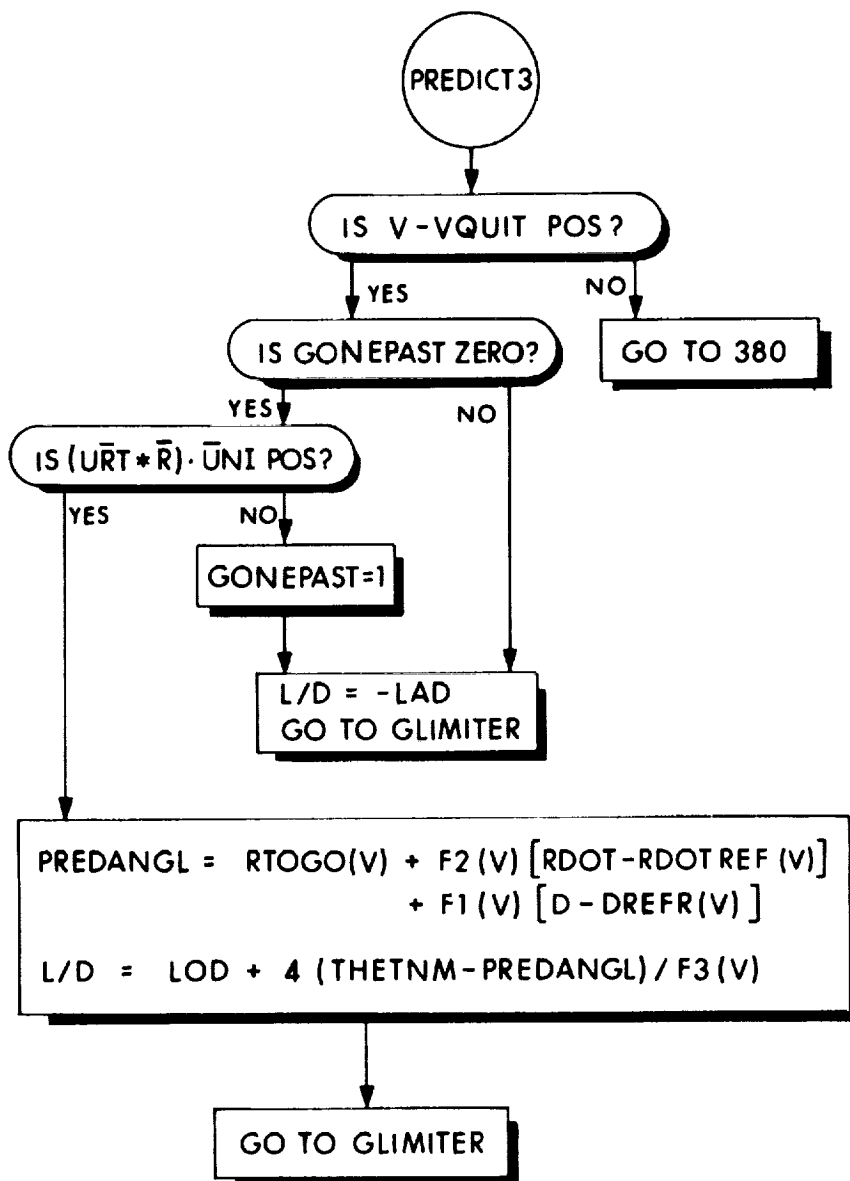 PREDICT3
IS V-VQUIT POS?
YES
NO
IS GONEPAST ZERO?
GO TO 380
YES
NO
IS (UR̄T * R̄) · ŪNI POS?
YES
NO
GONEPAST=1
L/D = -LAD
GO TO GLIMITER
PREDANGL = RTOGO(V) + F2(V) [RDOT-RDOTREF(V)]
+ F1(V) [D-DREFR(V)]
L/D = LOD + 4 (THETNM-PREDANGL)/F3(V)
GO TO GLIMITER